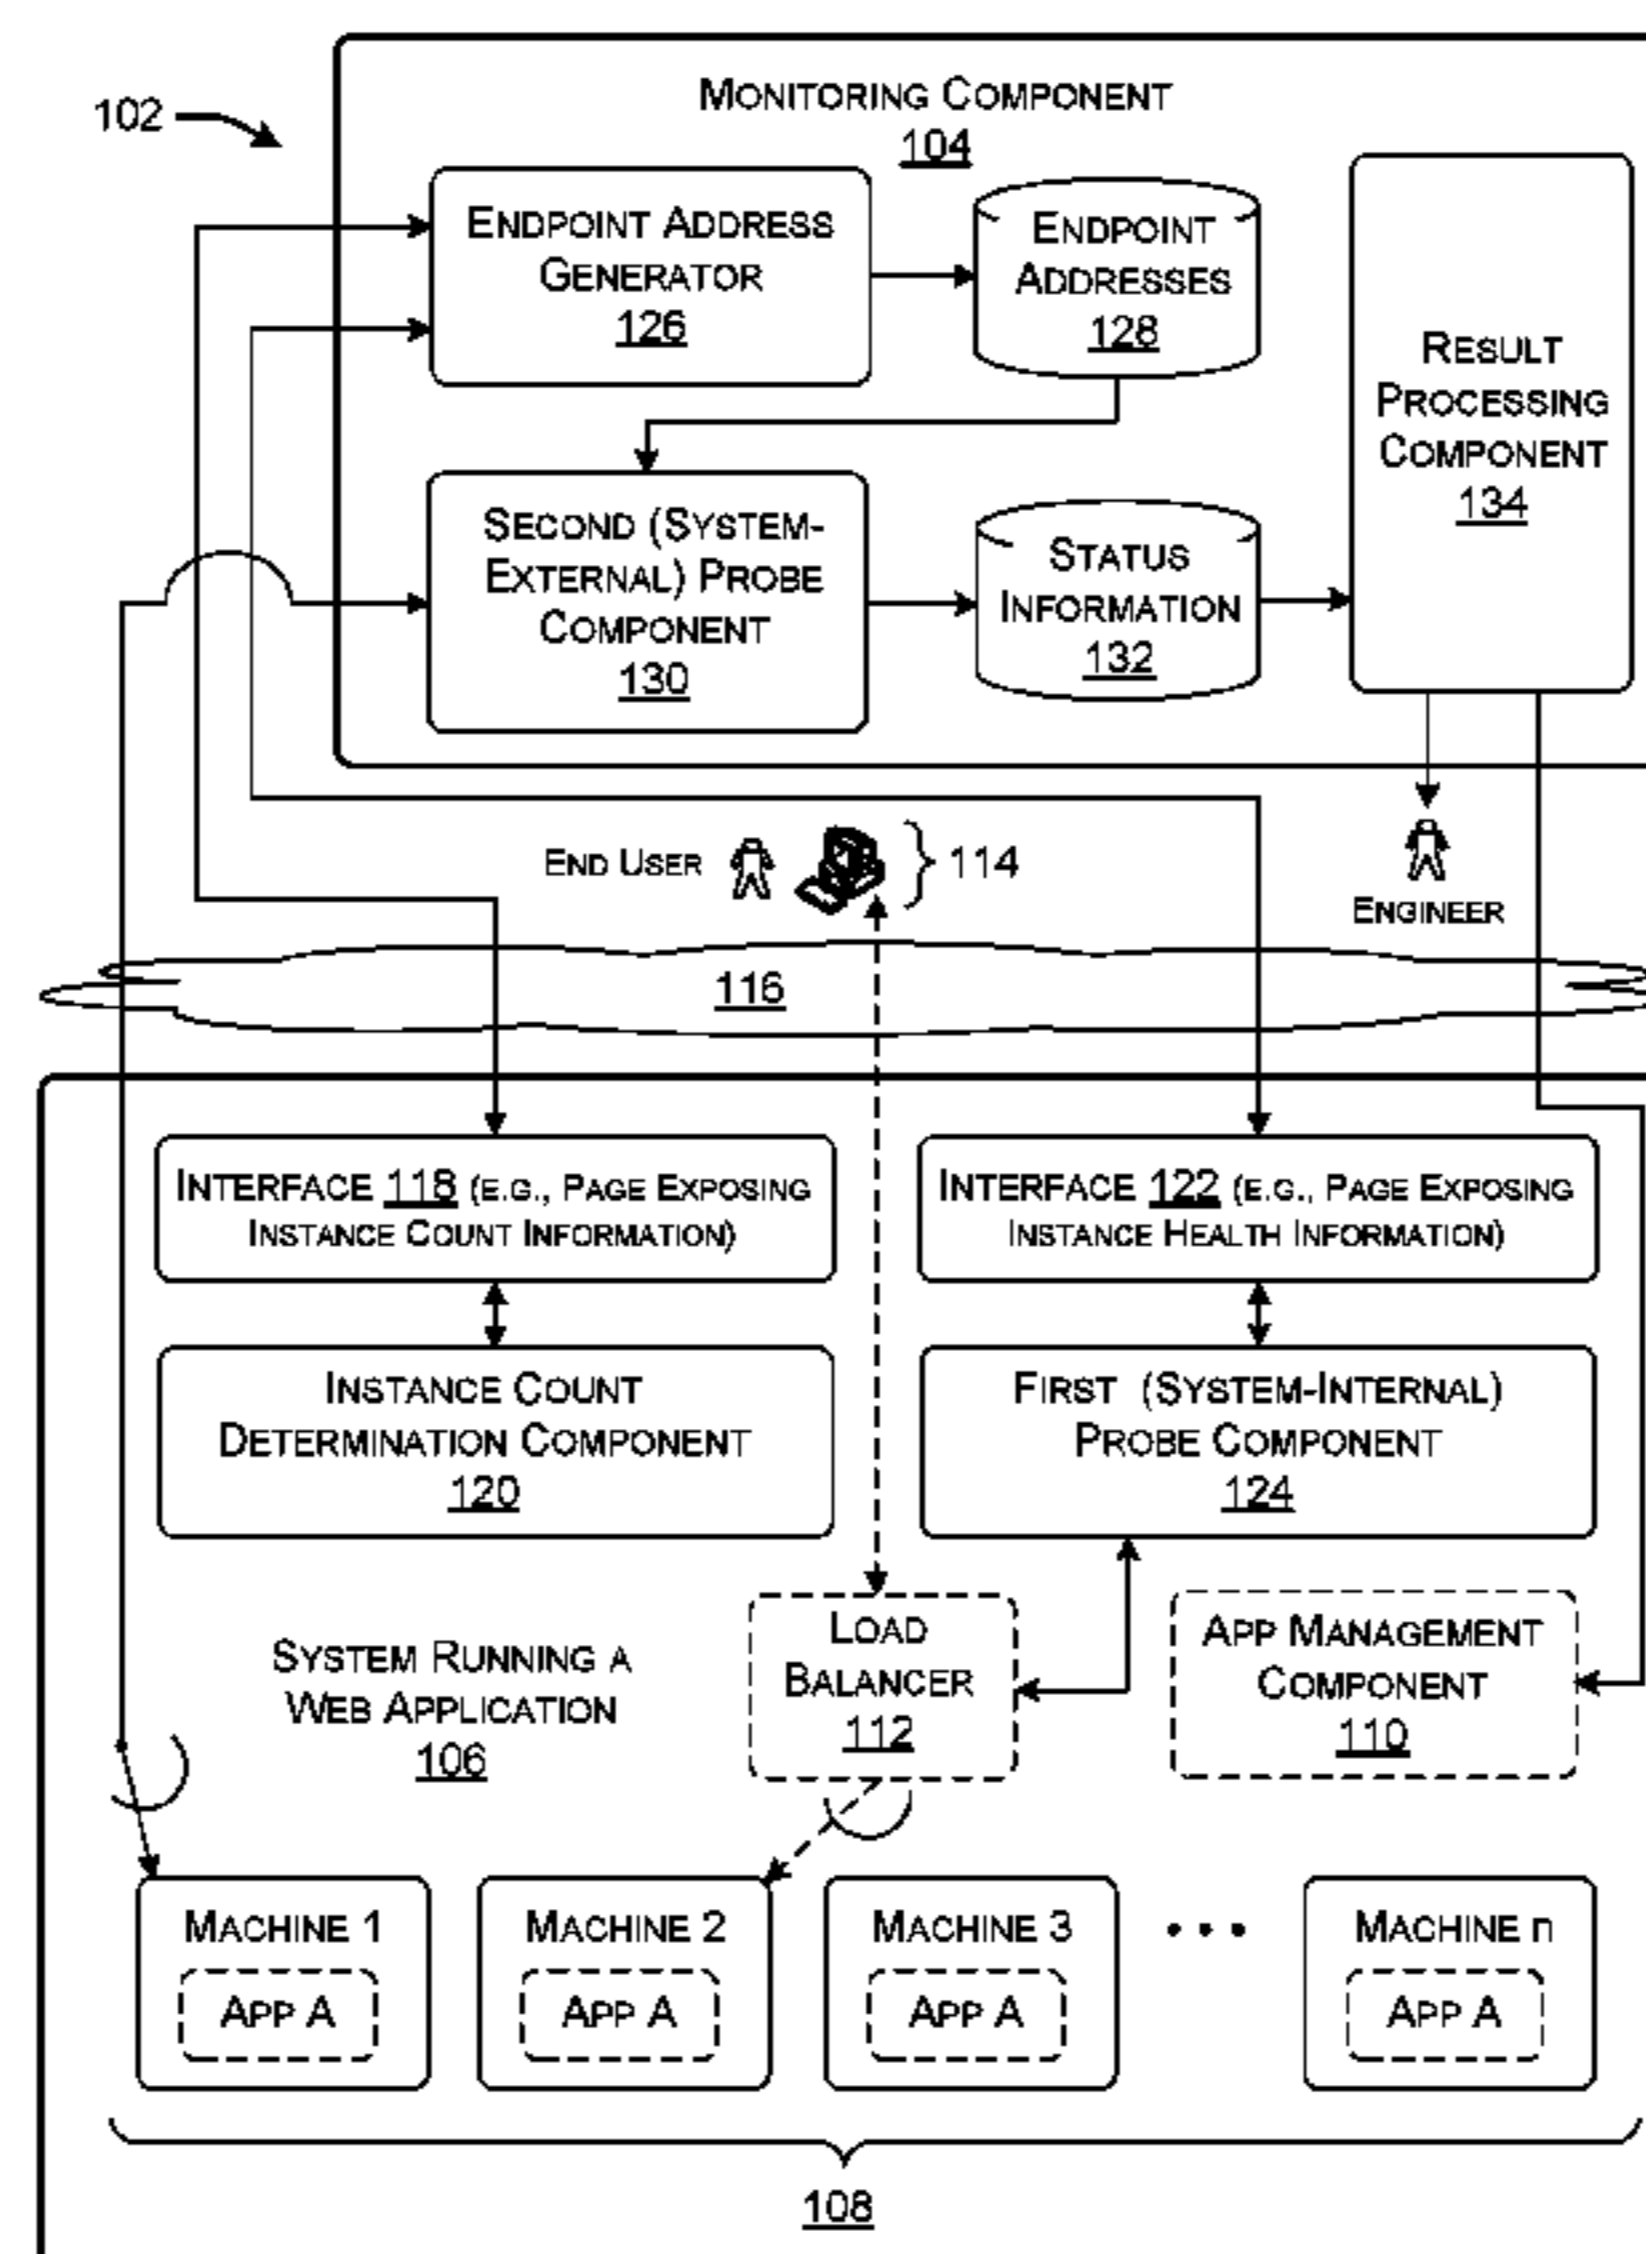 102
MONITORING COMPONENT
104
ENDPOINT ADDRESS
GENERATOR
126
ENDPOINT
ADDRESSES
128
RESULT
PROCESSING
COMPONENT
134
SECOND (SYSTEM-
EXTERNAL) PROBE
COMPONENT
130
STATUS
INFORMATION
132
END USER
114
ENGINEER
116
INTERFACE 118 (E.G., PAGE EXPOSING
INSTANCE COUNT INFORMATION)
INTERFACE 122 (E.G., PAGE EXPOSING
INSTANCE HEALTH INFORMATION)
INSTANCE COUNT
DETERMINATION COMPONENT
120
FIRST (SYSTEM-INTERNAL)
PROBE COMPONENT
124
SYSTEM RUNNING A
WEB APPLICATION
106
LOAD
BALANCER
112
APP MANAGEMENT
COMPONENT
110
MACHINE 1
APP A
MACHINE 2
APP A
MACHINE 3
APP A
• • •
MACHINE n
APP A
108